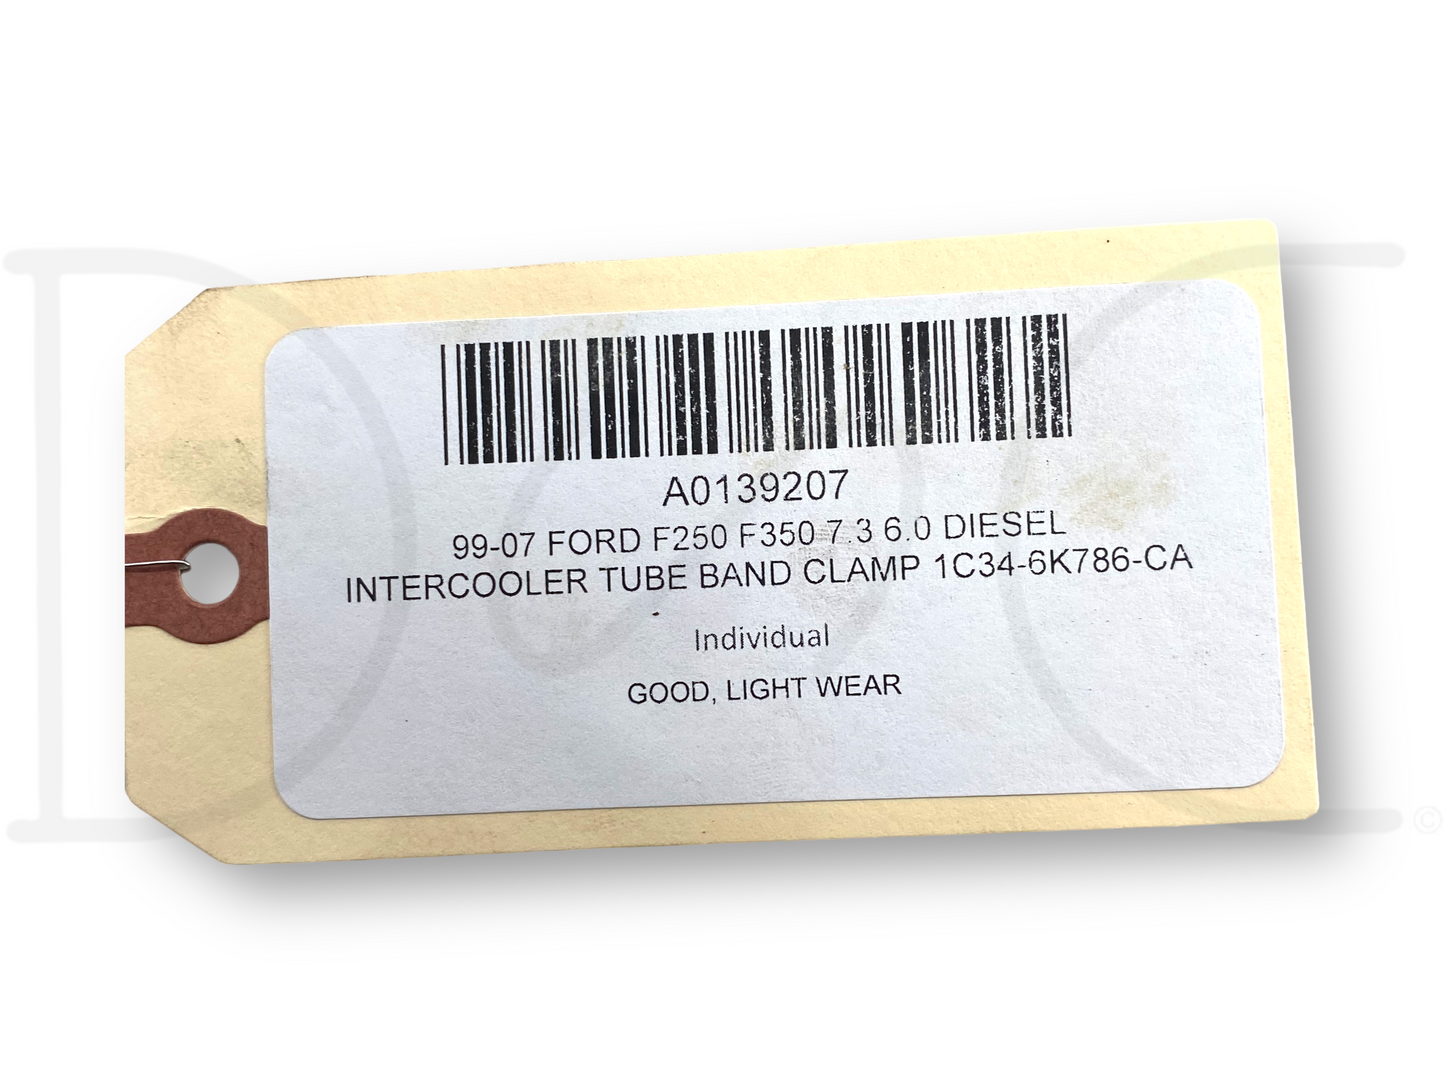 A0139207
99-07 FORD F250 F350 7.3 6.0 DIESEL
INTERCOOLER TUBE BAND CLAMP 1C34-6K786-CA
Individual
GOOD, LIGHT WEAR
©